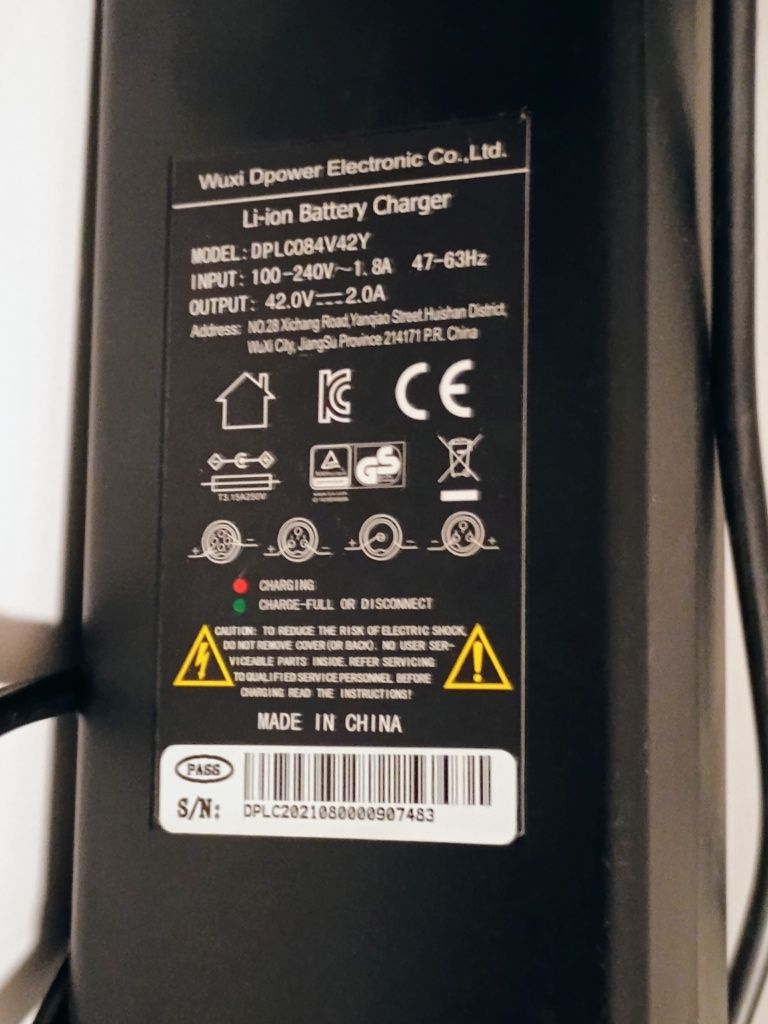 Wuxi Dpower Electronic Co.,Ltd.
Li-ion Battery Charger
MODEL: DPLC084V42Y
INPUT: 100-240V~1.8A 47-63Hz
OUTPUT: 42.0V⎓2.0A
Address: NO.28 Xichang Road,Yanqiao Street,Huishan District,
WuXi City, JiangSu Province 214171 P.R. China
KC CE
T3.15A250V
GS
+ - + - + - - +
CHARGING
CHARGE-FULL OR DISCONNECT
CAUTION: TO REDUCE THE RISK OF ELECTRIC SHOCK,
DO NOT REMOVE COVER(OR BACK). NO USER SER-
VICEABLE PARTS INSIDE. REFER SERVICING
TO QUALIFIED SERVICE PERSONNEL. BEFORE
CHARGING READ THE INSTRUCTIONS!
MADE IN CHINA
PASS
S/N:
DPLC2021080000907483